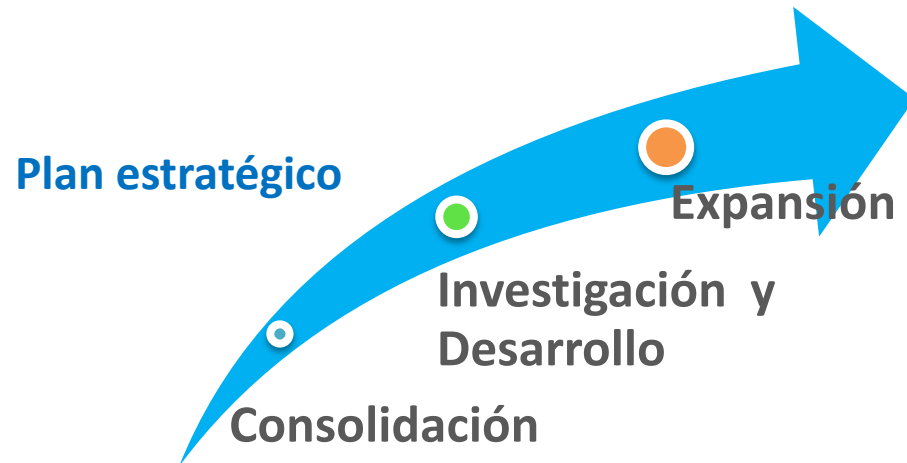 Plan estratégico
Expansión
Investigación y
Desarrollo
Consolidación